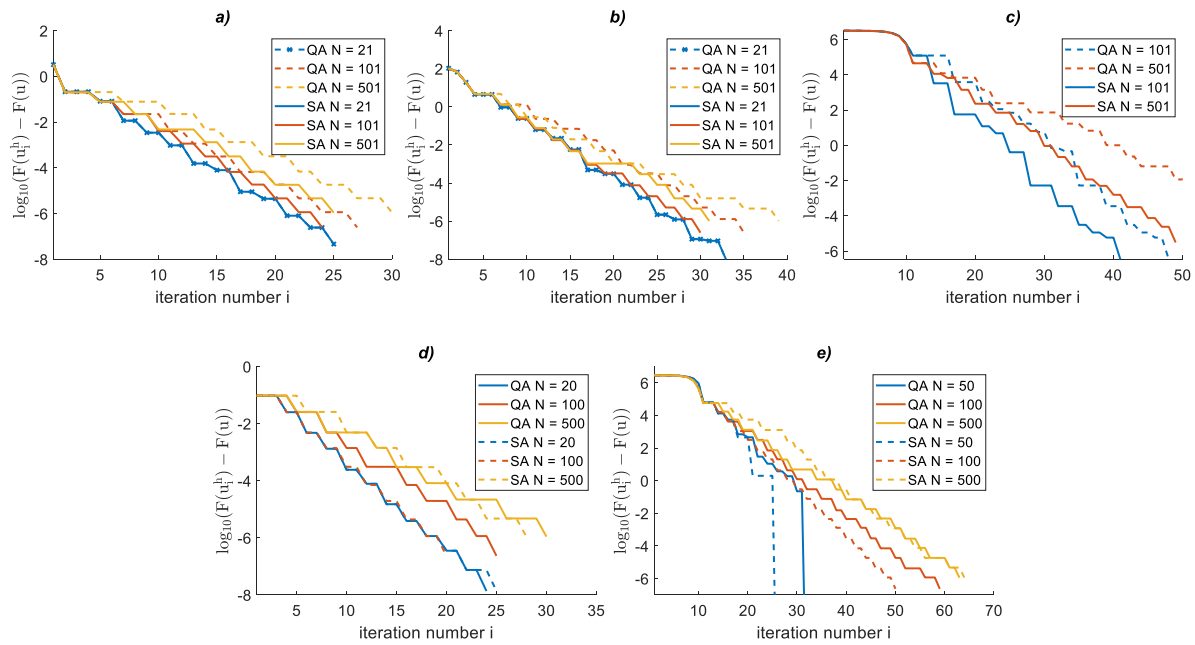 a)
2
0
-2
-4
-6
-8
5
10
15
20
25
30
log₁₀(F(uᵢʰ) − F(u))
iteration number i
QA N = 21
QA N = 101
QA N = 501
SA N = 21
SA N = 101
SA N = 501
b)
4
2
0
-2
-4
-6
-8
5
10
15
20
25
30
35
40
log₁₀(F(uᵢʰ) − F(u))
iteration number i
QA N = 21
QA N = 101
QA N = 501
SA N = 21
SA N = 101
SA N = 501
c)
6
4
2
0
-2
-4
-6
10
20
30
40
50
log₁₀(F(uᵢʰ) − F(u))
iteration number i
QA N = 101
QA N = 501
SA N = 101
SA N = 501
d)
0
-2
-4
-6
-8
5
10
15
20
25
30
35
log₁₀(F(uᵢʰ) − F(u))
iteration number i
QA N = 20
QA N = 100
QA N = 500
SA N = 20
SA N = 100
SA N = 500
e)
6
4
2
0
-2
-4
-6
10
20
30
40
50
60
70
log₁₀(F(uᵢʰ) − F(u))
iteration number i
QA N = 50
QA N = 100
QA N = 500
SA N = 50
SA N = 100
SA N = 500